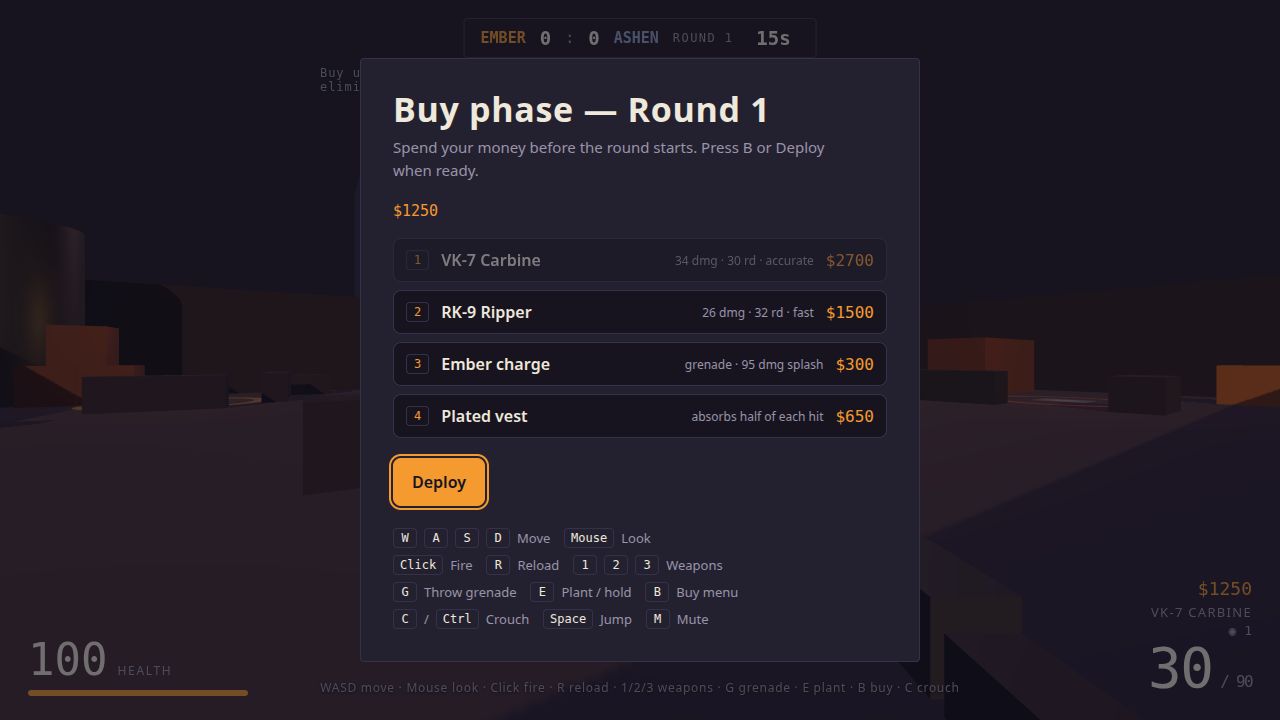 EMBER 0 : 0 ASHEN ROUND 1 15s
Buy u
elimi
Buy phase — Round 1
Spend your money before the round starts. Press B or Deploy
when ready.
$1250
1 VK-7 Carbine 34 dmg · 30 rd · accurate $2700
2 RK-9 Ripper 26 dmg · 32 rd · fast $1500
3 Ember charge grenade · 95 dmg splash $300
4 Plated vest absorbs half of each hit $650
Deploy
W A S D Move Mouse Look
Click Fire R Reload 1 2 3 Weapons
G Throw grenade E Plant / hold B Buy menu
C / Ctrl Crouch Space Jump M Mute
$1250
VK-7 CARBINE
1
30 / 90
100 HEALTH
WASD move · Mouse look · Click fire · R reload · 1/2/3 weapons · G grenade · E plant · B buy · C crouch